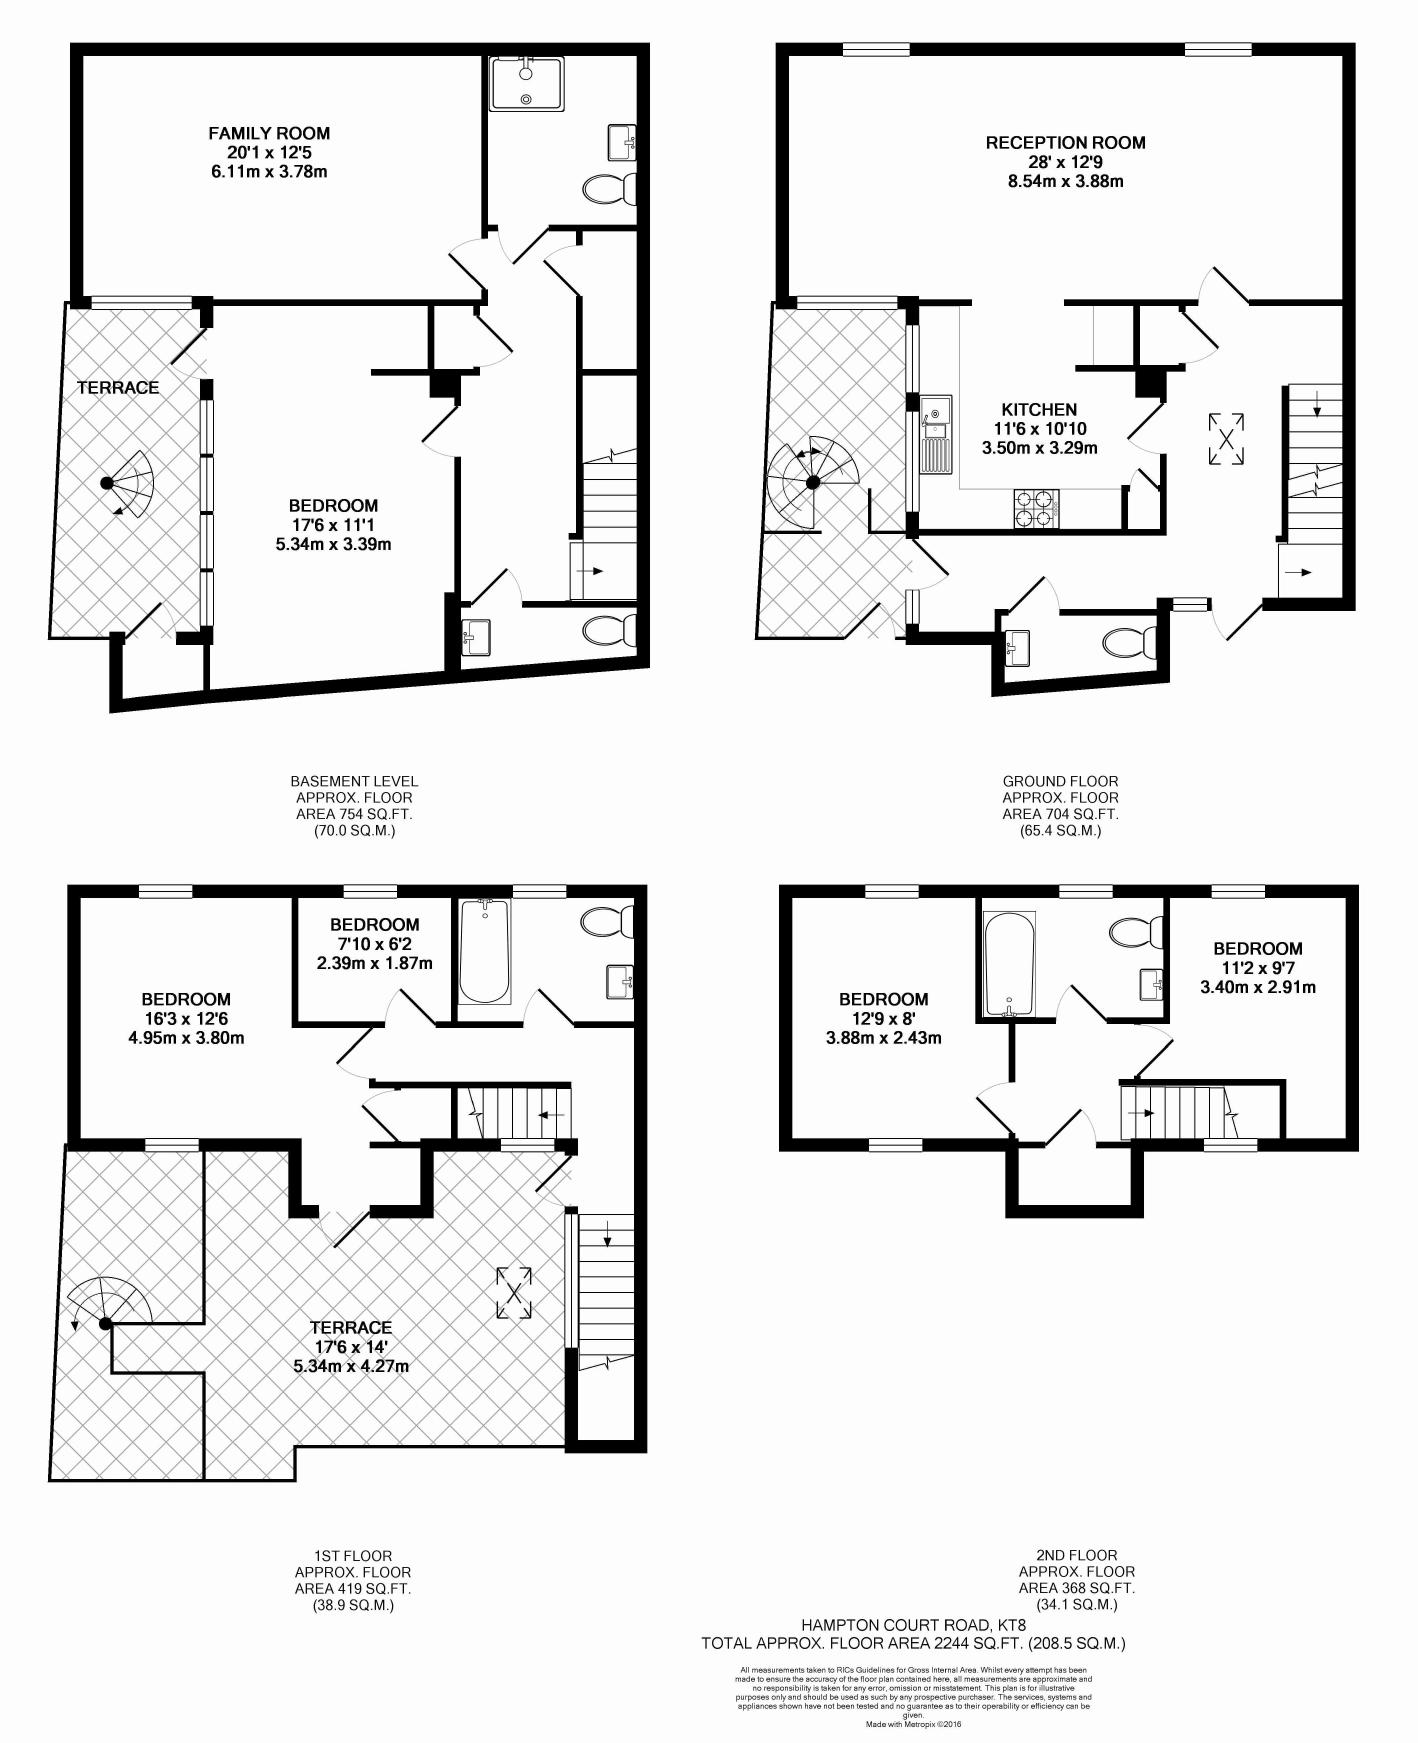 FAMILY ROOM
20'1 x 12'5
6.11m x 3.78m
TERRACE
BEDROOM
17'6 x 11'1
5.34m x 3.39m
BASEMENT LEVEL
APPROX. FLOOR
AREA 754 SQ.FT.
(70.0 SQ.M.)
RECEPTION ROOM
28' x 12'9
8.54m x 3.88m
KITCHEN
11'6 x 10'10
3.50m x 3.29m
GROUND FLOOR
APPROX. FLOOR
AREA 704 SQ.FT.
(65.4 SQ.M.)
BEDROOM
7'10 x 6'2
2.39m x 1.87m
BEDROOM
16'3 x 12'6
4.95m x 3.80m
TERRACE
17'6 x 14'
5.34m x 4.27m
1ST FLOOR
APPROX. FLOOR
AREA 419 SQ.FT.
(38.9 SQ.M.)
BEDROOM
12'9 x 8'
3.88m x 2.43m
BEDROOM
11'2 x 9'7
3.40m x 2.91m
2ND FLOOR
APPROX. FLOOR
AREA 368 SQ.FT.
(34.1 SQ.M.)
HAMPTON COURT ROAD, KT8
TOTAL APPROX. FLOOR AREA 2244 SQ.FT. (208.5 SQ.M.)
All measurements taken to RICs Guidelines for Gross Internal Area. Whilst every attempt has been
made to ensure the accuracy of the floor plan contained here, all measurements are approximate and
no responsibility is taken for any error, omission or misstatement. This plan is for illustrative
purposes only and should be used as such by any prospective purchaser. The services, systems and
appliances shown have not been tested and no guarantee as to their operability or efficiency can be
given.
Made with Metropix ©2016